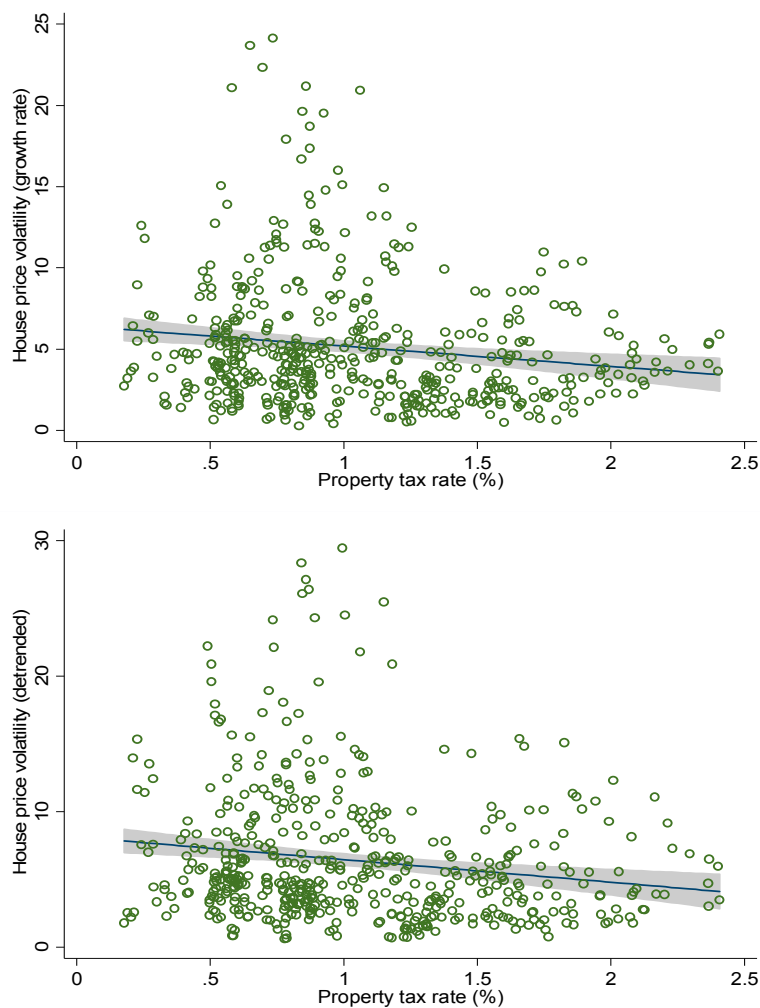 25
20
15
10
5
0
House price volatility (growth rate)
0 .5 1 1.5 2 2.5
Property tax rate (%)
30
20
10
0
House price volatility (detrended)
0 .5 1 1.5 2 2.5
Property tax rate (%)